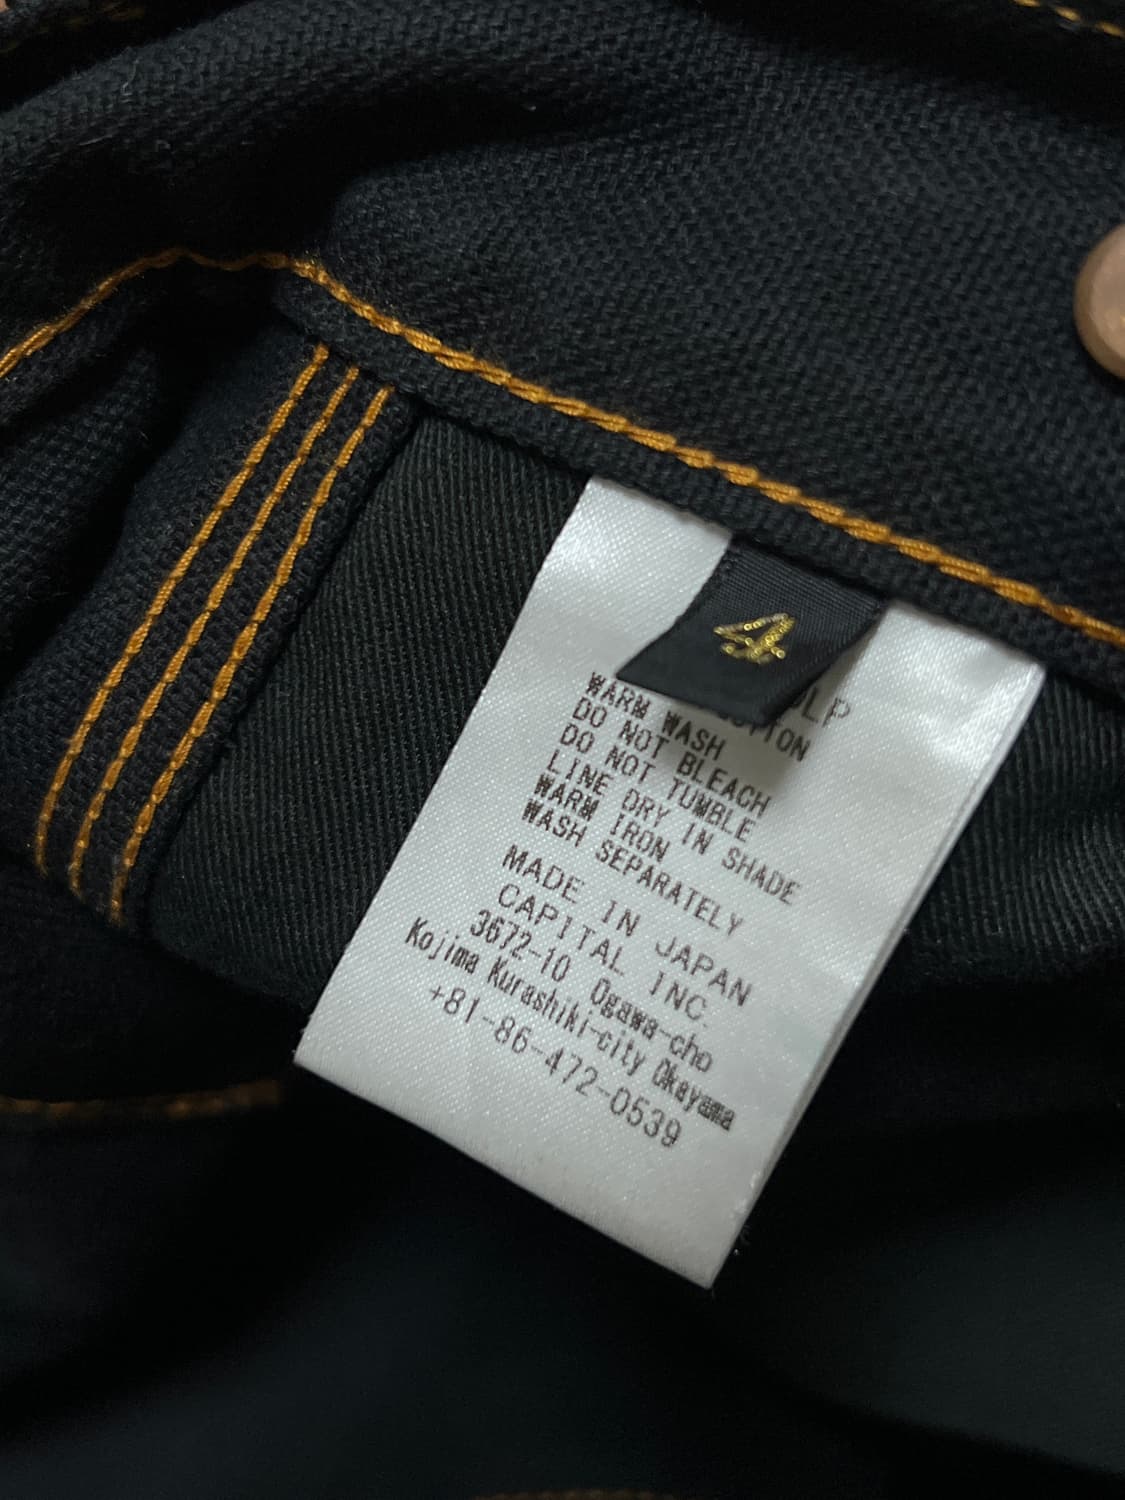 4
LP
WARM WASH
DO NOT BLEACH
DO NOT TUMBLE
LINE DRY IN SHADE
WARM IRON
WASH SEPARATELY
MADE IN JAPAN
CAPITAL INC.
3672-10 Ogawa-cho
Kojima Kurashiki-city Okayama
+81-86-472-0539